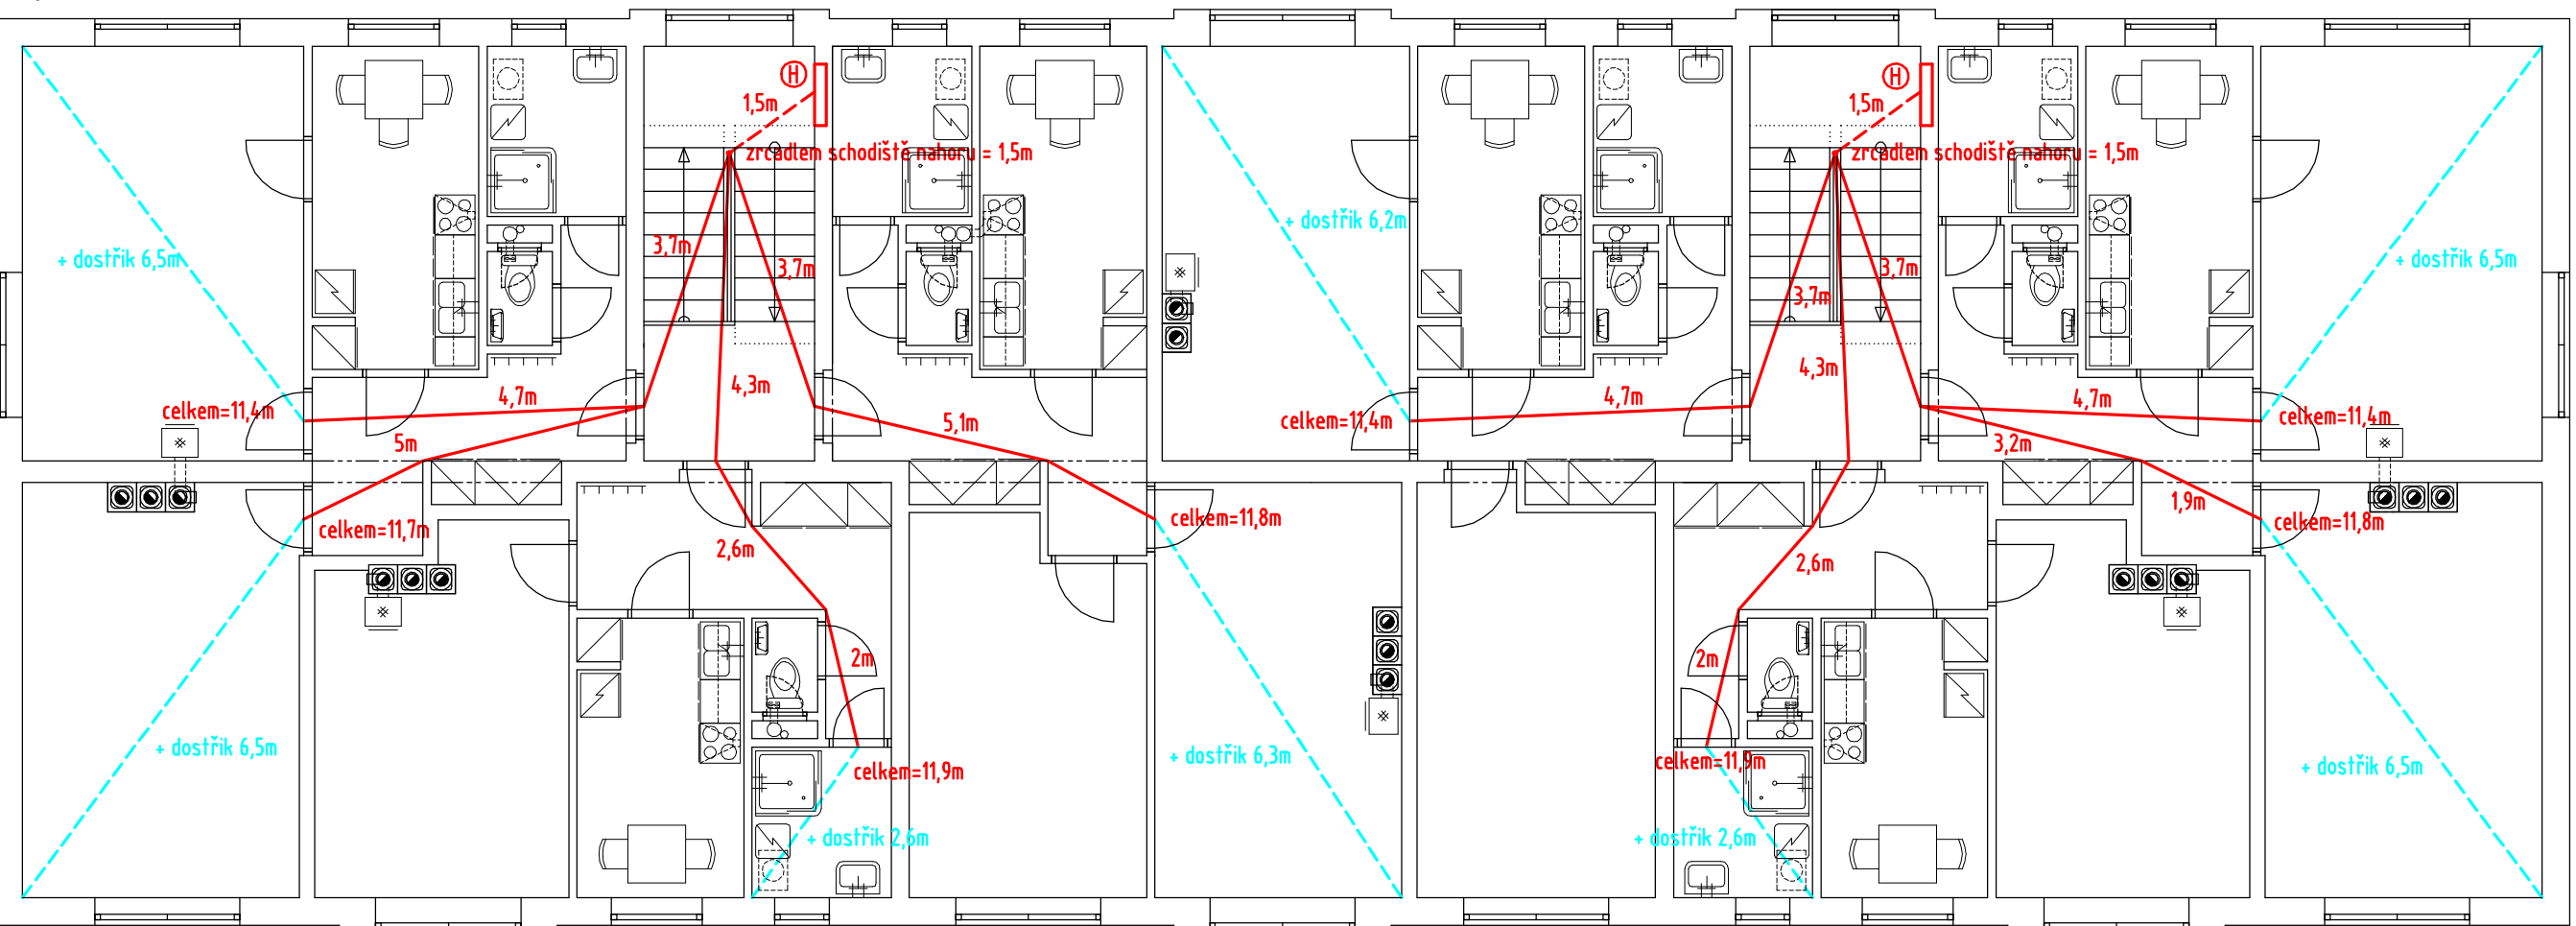 H
1,5m
zrcadlem schodiště nahoru = 1,5m
3,7m
3,7m
+ dostřik 6,5m
4,7m
celkem=11,4m
5m
4,3m
5,1m
celkem=11,7m
2,6m
celkem=11,8m
2m
+ dostřik 6,5m
celkem=11,9m
+ dostřik 6,3m
+ dostřik 2,6m
H
1,5m
zrcadlem schodiště nahoru = 1,5m
+ dostřik 6,2m
3,7m
3,7m
+ dostřik 6,5m
4,3m
4,7m
celkem=11,4m
4,7m
celkem=11,4m
3,2m
1,9m
celkem=11,8m
2,6m
2m
celkem=11,9m
+ dostřik 6,5m
+ dostřik 2,6m